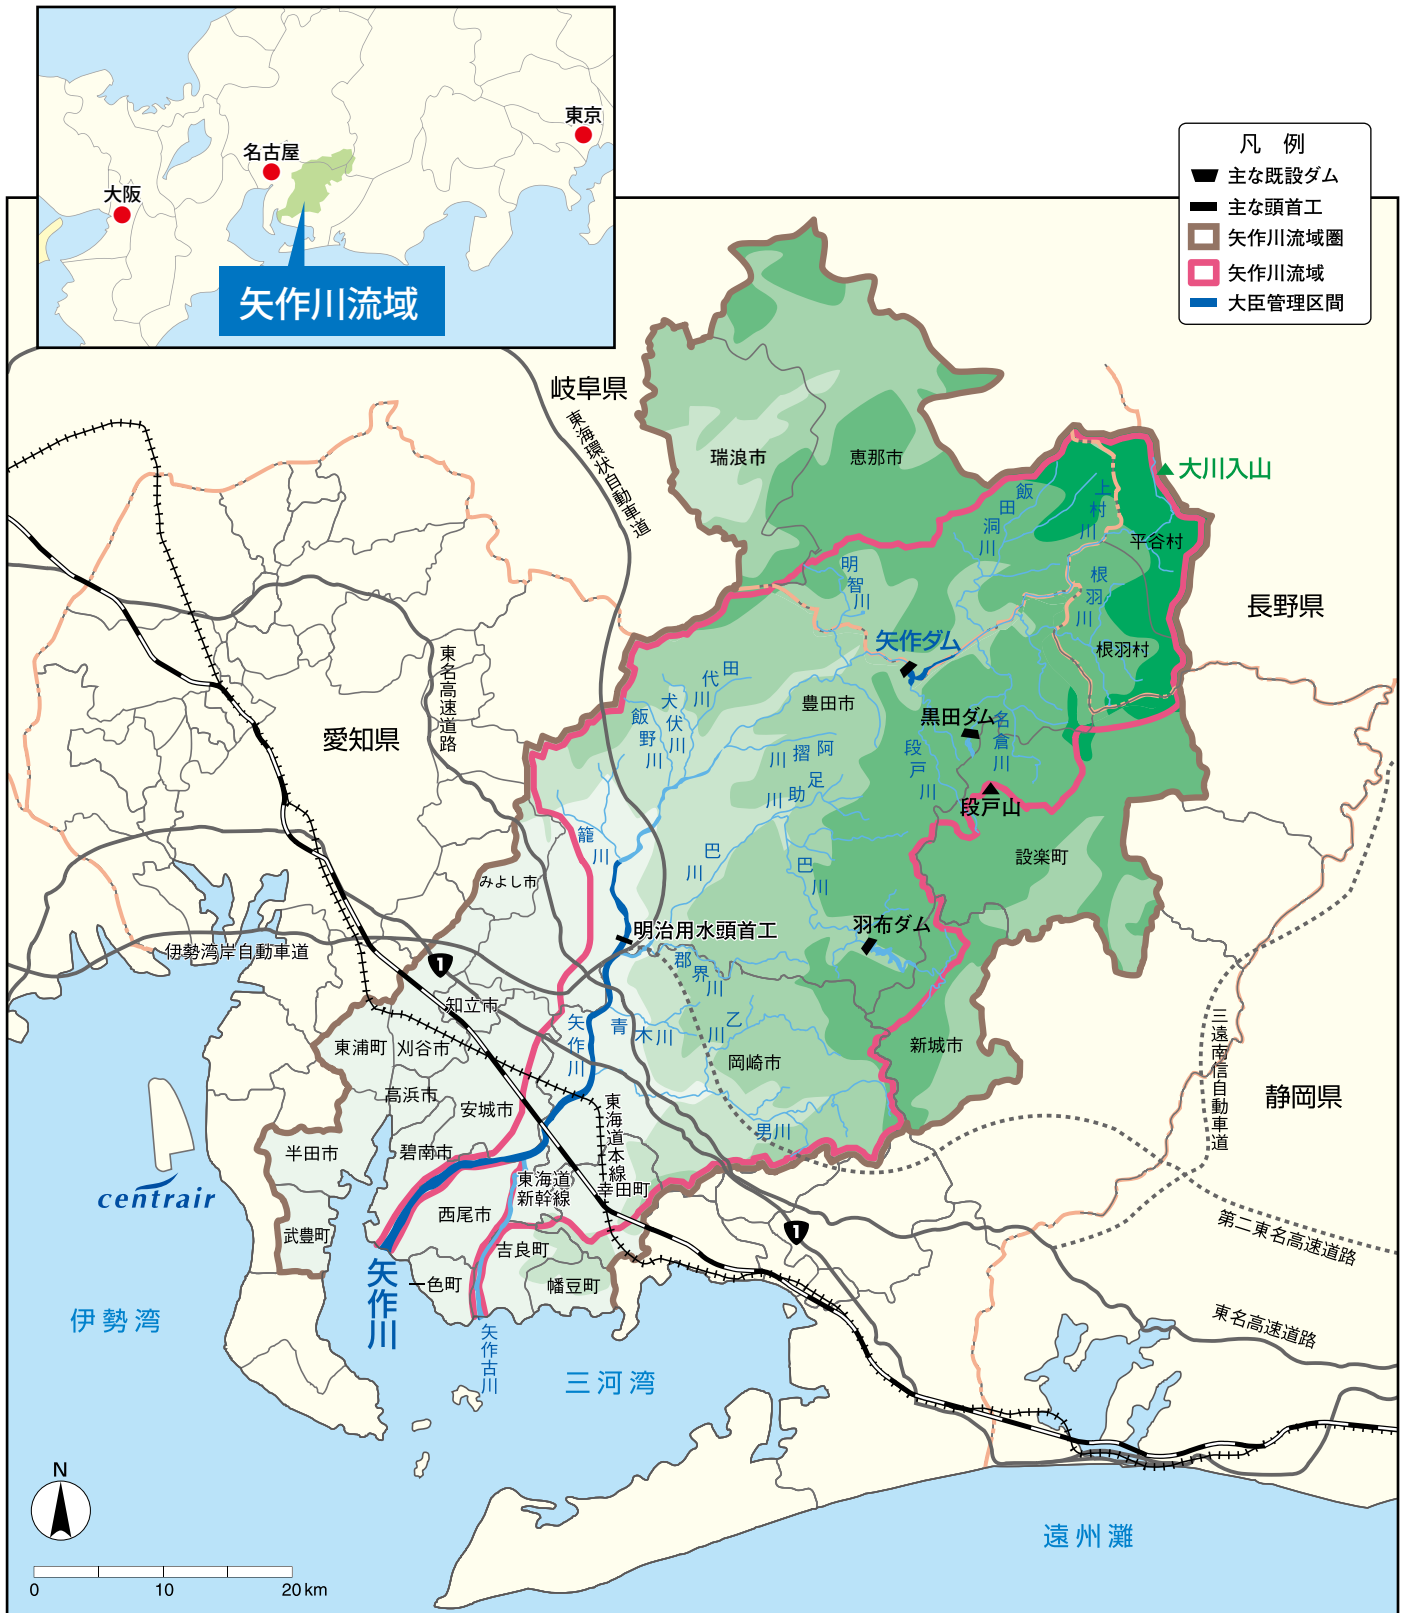 東京
名古屋
大阪
矢作川流域
凡 例
主な既設ダム
主な頭首工
矢作川流域圏
矢作川流域
大臣管理区間
岐阜県
東海環状自動車道
瑞浪市
恵那市
大川入山
飯田洞川
上村川
平谷村
明智川
根羽川
長野県
矢作ダム
根羽村
東名高速道路
田代川
犬伏川
飯野川
豊田市
黒田ダム
名倉川
愛知県
阿摺川
段戸川
足助川
段戸山
籠川
巴川
巴川
設楽町
みよし市
羽布ダム
明治用水頭首工
伊勢湾岸自動車道
1
郡界川
知立市
矢作川
青木川
乙川
三遠南信自動車道
東浦町
刈谷市
岡崎市
新城市
高浜市
安城市
東海道本線
静岡県
半田市
碧南市
男川
centrair
東海道
新幹線
幸田町
西尾市
武豊町
1
第二東名高速道路
吉良町
矢作川
一色町
幡豆町
伊勢湾
矢作古川
東名高速道路
三河湾
N
遠州灘
0 10 20km